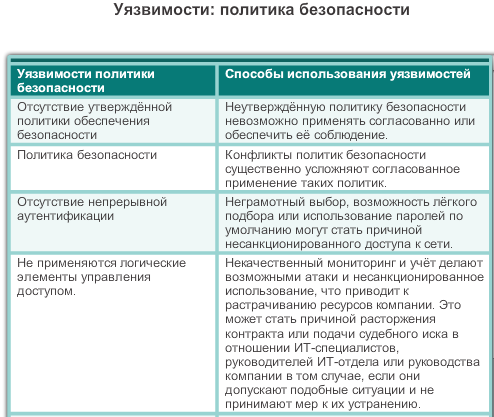 Уязвимости: политика безопасности
Уязвимости политики
безопасности
Способы использования уязвимостей
Отсутствие утверждённой
политики обеспечения
безопасности
Неутверждённую политику безопасности
невозможно применять согласованно или
обеспечить её соблюдение.
Политика безопасности
Конфликты политик безопасности
существенно усложняют согласованное
применение таких политик.
Отсутствие непрерывной
аутентификации
Неграмотный выбор, возможность лёгкого
подбора или использование паролей по
умолчанию могут стать причиной
несанкционированного доступа к сети.
Не применяются логические
элементы управления
доступом.
Некачественный мониторинг и учёт делают
возможными атаки и несанкционированное
использование, что приводит к
растрачиванию ресурсов компании. Это
может стать причиной расторжения
контракта или подачи судебного иска в
отношении ИТ-специалистов,
руководителей ИТ-отдела или руководства
компании в том случае, если они
допускают подобные ситуации и не
принимают мер к их устранению.